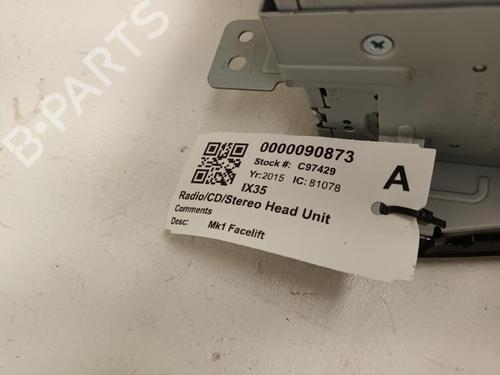 B-PARTS
0000090873
Stock #: C97429
Yr:2015 IC: 81078
IX35
A
Radio/CD/Stereo Head Unit
Comments
Desc: Mk1 Facelift